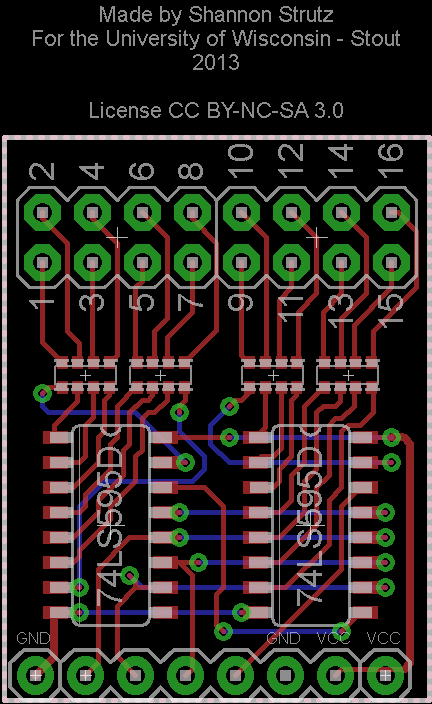 Made by Shannon Strutz
For the University of Wisconsin - Stout
2013
License CC BY-NC-SA 3.0
2 4 6 8 10 12 14 16
1 3 5 7 9 11 13 15
74LS595D 74LS595D
GND GND VCC VCC